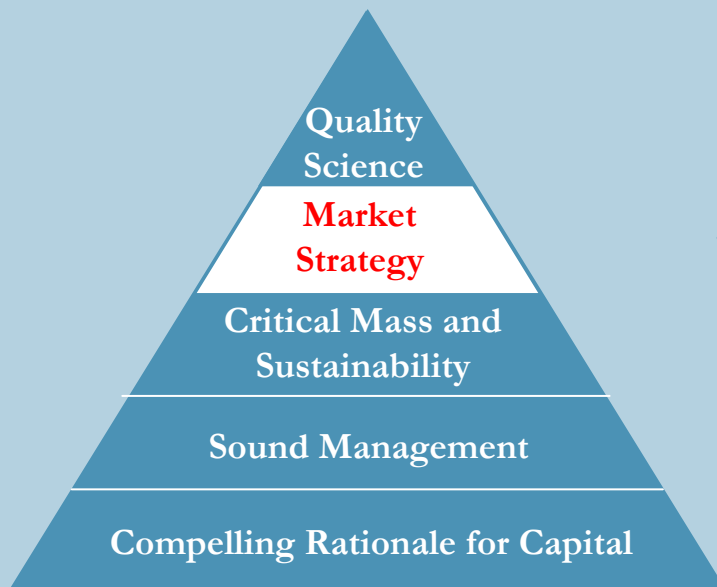 Quality
Science
Market
Strategy
Critical Mass and
Sustainability
Sound Management
Compelling Rationale for Capital